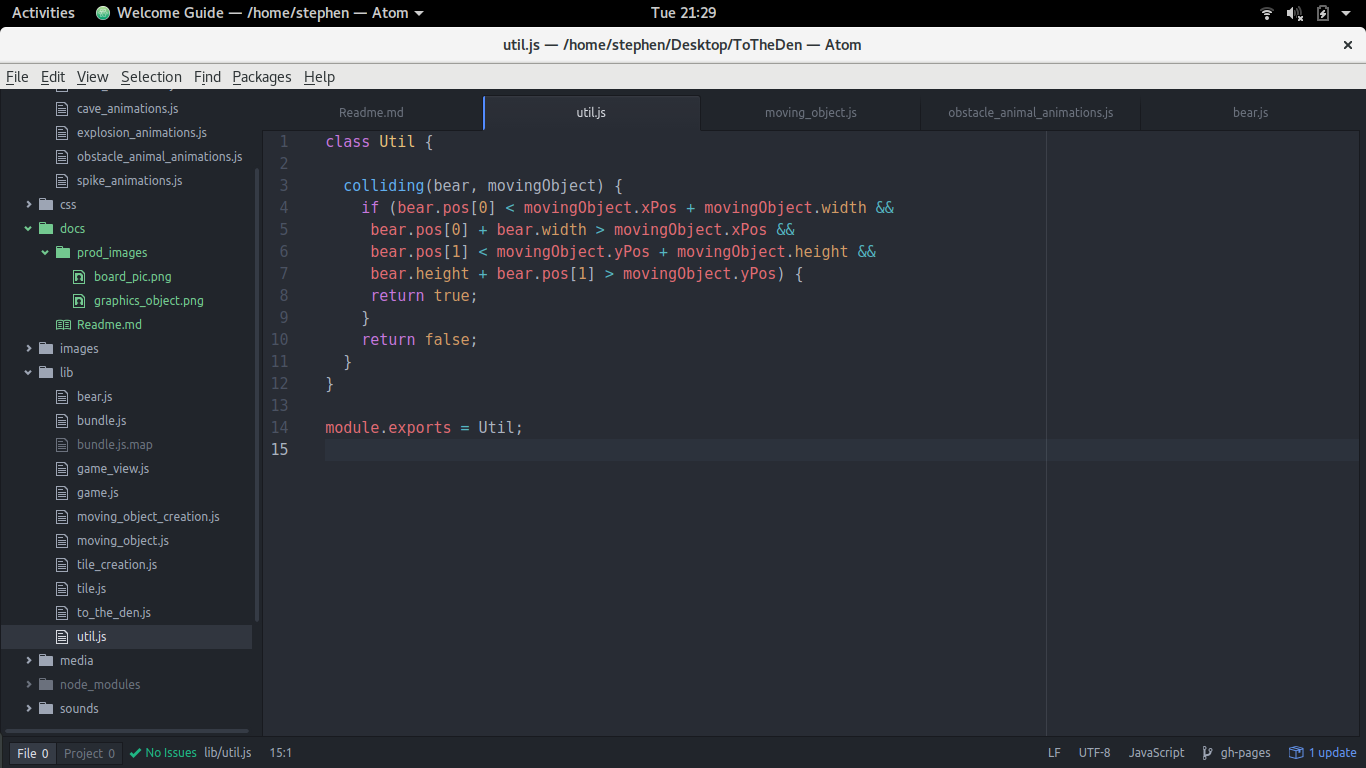 Activities Welcome Guide — /home/stephen — Atom Tue 21:29
util.js — /home/stephen/Desktop/ToTheDen — Atom ×
File Edit View Selection Find Packages Help
cave_animations.js
explosion_animations.js
obstacle_animal_animations.js
spike_animations.js
css
docs
prod_images
board_pic.png
graphics_object.png
Readme.md
images
lib
bear.js
bundle.js
bundle.js.map
game_view.js
game.js
moving_object_creation.js
moving_object.js
tile_creation.js
tile.js
to_the_den.js
util.js
media
node_modules
sounds
Readme.md util.js moving_object.js obstacle_animal_animations.js bear.js
1 class Util {
2
3 colliding(bear, movingObject) {
4 if (bear.pos[0] < movingObject.xPos + movingObject.width &&
5 bear.pos[0] + bear.width > movingObject.xPos &&
6 bear.pos[1] < movingObject.yPos + movingObject.height &&
7 bear.height + bear.pos[1] > movingObject.yPos) {
8 return true;
9 }
10 return false;
11 }
12 }
13
14 module.exports = Util;
15
File 0 Project 0 No Issues lib/util.js 15:1 LF UTF-8 JavaScript gh-pages 1 update